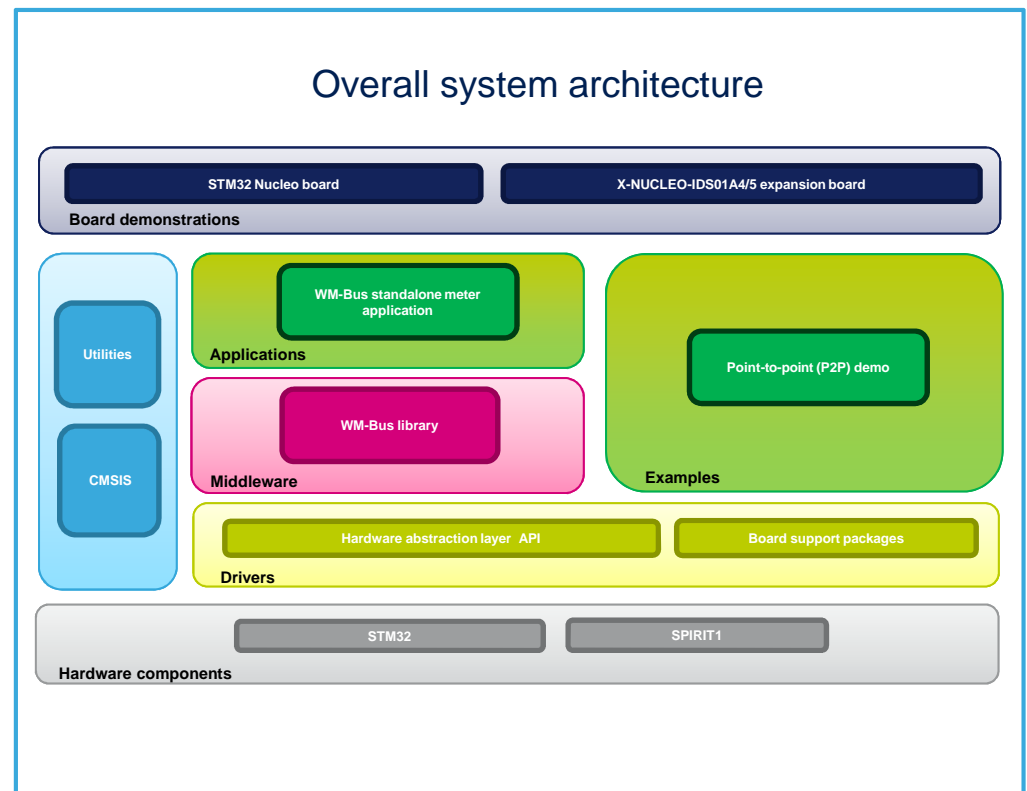 Overall system architecture
STM32 Nucleo board
X-NUCLEO-IDS01A4/5 expansion board
Board demonstrations
Utilities
CMSIS
WM-Bus standalone meter
application
Applications
WM-Bus library
Middleware
Point-to-point (P2P) demo
Examples
Hardware abstraction layer API
Board support packages
Drivers
STM32
SPIRIT1
Hardware components